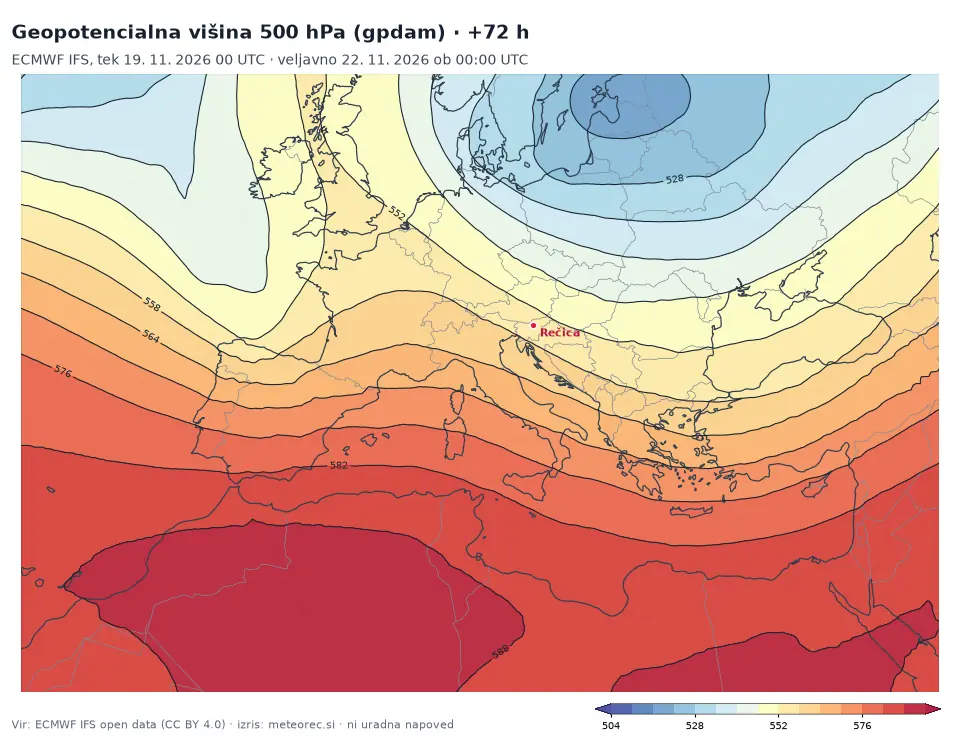 Geopotencialna višina 500 hPa (gpdam) · +72 h
ECMWF IFS, tek 19. 11. 2026 00 UTC · veljavno 22. 11. 2026 ob 00:00 UTC
528
552
558
Rečica
564
576
582
588
Vir: ECMWF IFS open data (CC BY 4.0) · izris: meteorec.si · ni uradna napoved
504 528 552 576